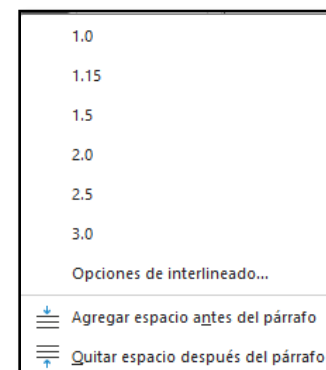 1.0
1.15
1.5
2.0
2.5
3.0
Opciones de interlineado...
Agregar espacio antes del párrafo
Quitar espacio después del párrafo